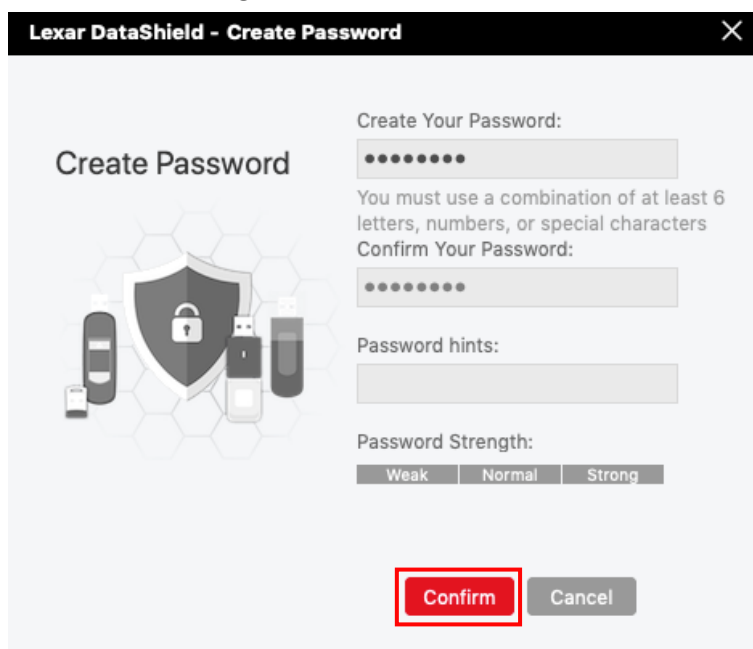 Lexar DataShield - Create Password
Create Password
Create Your Password:
••••••••
You must use a combination of at least 6
letters, numbers, or special characters
Confirm Your Password:
••••••••
Password hints:
Password Strength:
Weak Normal Strong
Confirm Cancel